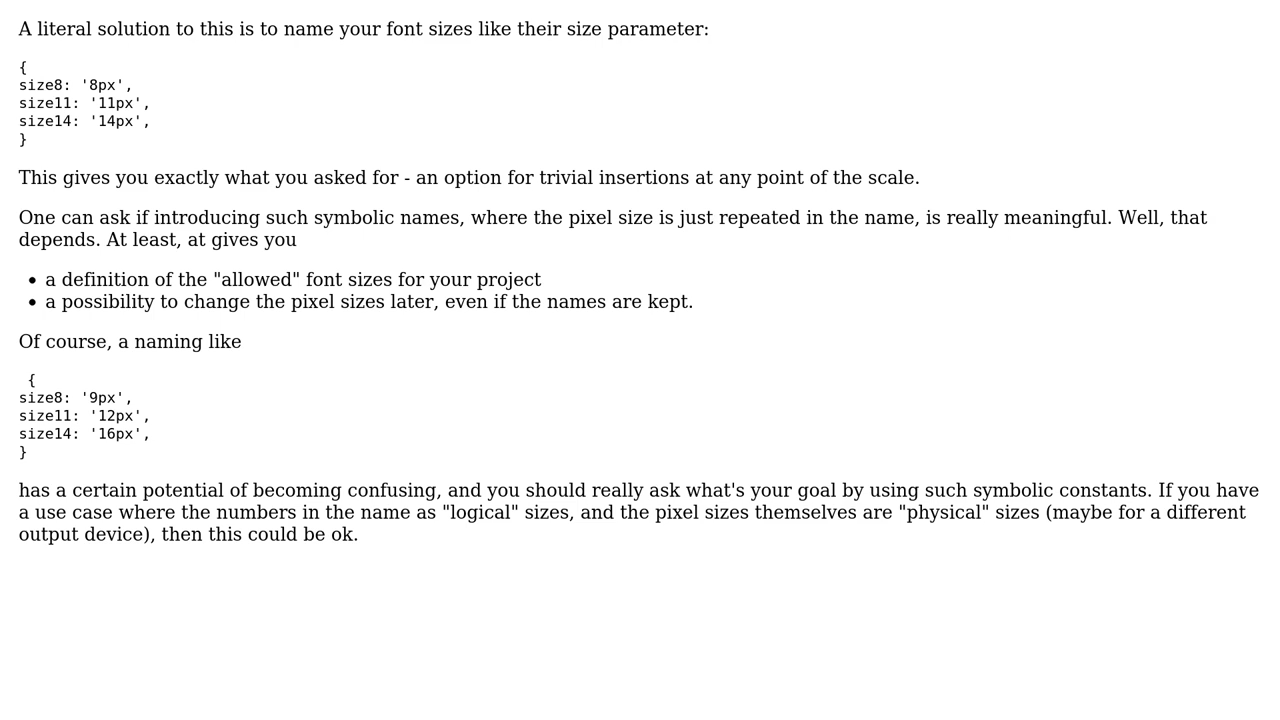 A literal solution to this is to name your font sizes like their size parameter:
{
size8: '8px',
size11: '11px',
size14: '14px',
}
This gives you exactly what you asked for - an option for trivial insertions at any point of the scale.
One can ask if introducing such symbolic names, where the pixel size is just repeated in the name, is really meaningful. Well, that
depends. At least, at gives you
• a definition of the "allowed" font sizes for your project
• a possibility to change the pixel sizes later, even if the names are kept.
Of course, a naming like
{
size8: '9px',
size11: '12px',
size14: '16px',
}
has a certain potential of becoming confusing, and you should really ask what's your goal by using such symbolic constants. If you have
a use case where the numbers in the name as "logical" sizes, and the pixel sizes themselves are "physical" sizes (maybe for a different
output device), then this could be ok.